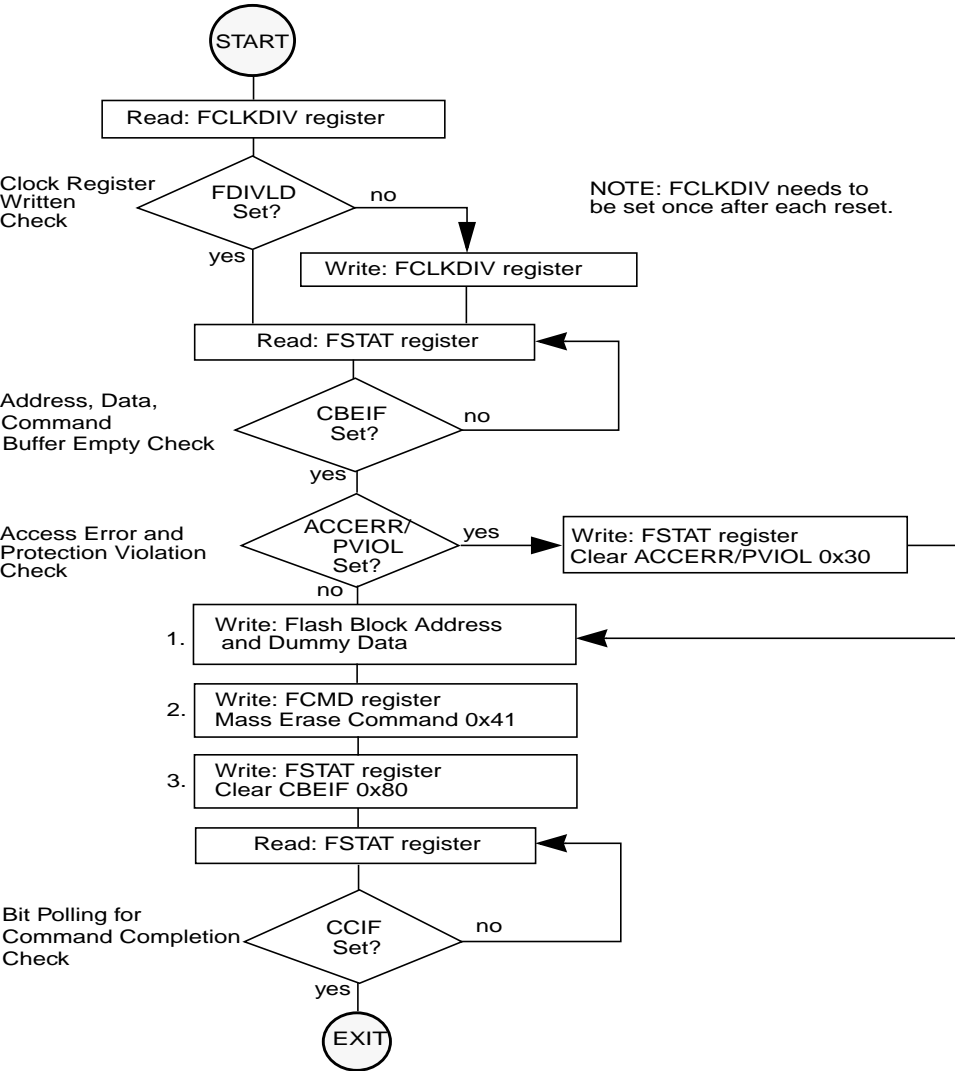 START
Read: FCLKDIV register
Clock Register
Written
Check
FDIVLD
Set?
no
yes
NOTE: FCLKDIV needs to
be set once after each reset.
Write: FCLKDIV register
Read: FSTAT register
Address, Data,
Command
Buffer Empty Check
CBEIF
Set?
no
yes
Access Error and
Protection Violation
Check
ACCERR/
PVIOL
Set?
yes
no
Write: FSTAT register
Clear ACCERR/PVIOL 0x30
1.
Write: Flash Block Address
and Dummy Data
2.
Write: FCMD register
Mass Erase Command 0x41
3.
Write: FSTAT register
Clear CBEIF 0x80
Read: FSTAT register
Bit Polling for
Command Completion
Check
CCIF
Set?
no
yes
EXIT